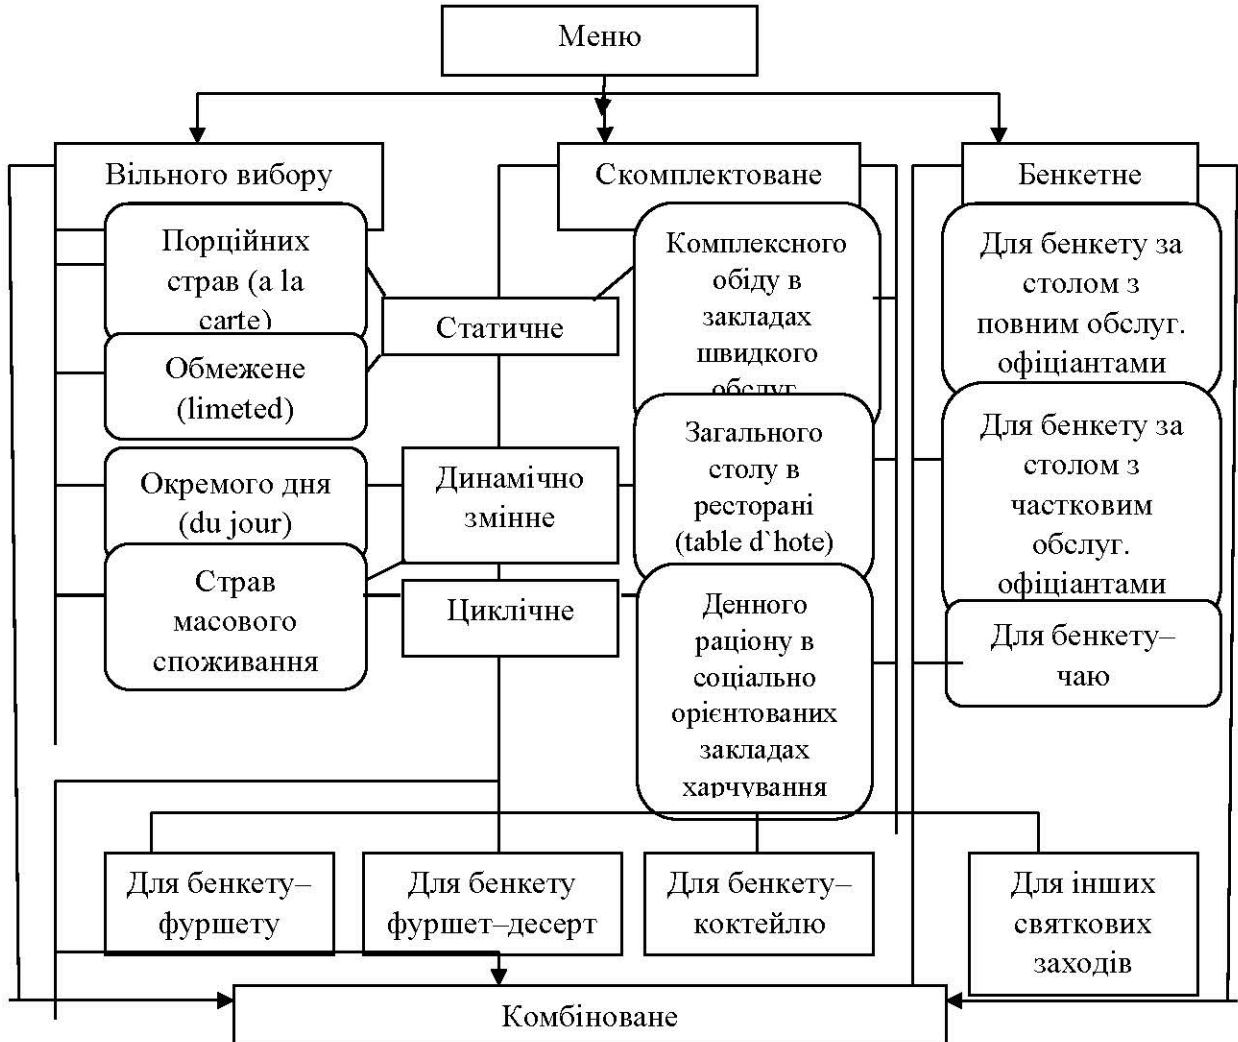 Меню
Вільного вибору
Скомплектоване
Бенкетне
Порційних
страв (a la
carte)
Обмежене
(limeted)
Окремого дня
(du jour)
Страв
масового
споживання
Статичне
Динамічно
змінне
Циклічне
Комплексного
обіду в
закладах
швидкого
обслуг.
Загального
столу в
ресторані
(table d`hote)
Денного
раціону в
соціально
орієнтованих
закладах
харчування
Для бенкету за
столом з
повним обслуг.
офіціантами
Для бенкету за
столом з
частковим
обслуг.
офіціантами
Для бенкету–
чаю
Для бенкету–
фуршету
Для бенкету
фуршет–десерт
Для бенкету–
коктейлю
Для інших
святкових
заходів
Комбіноване